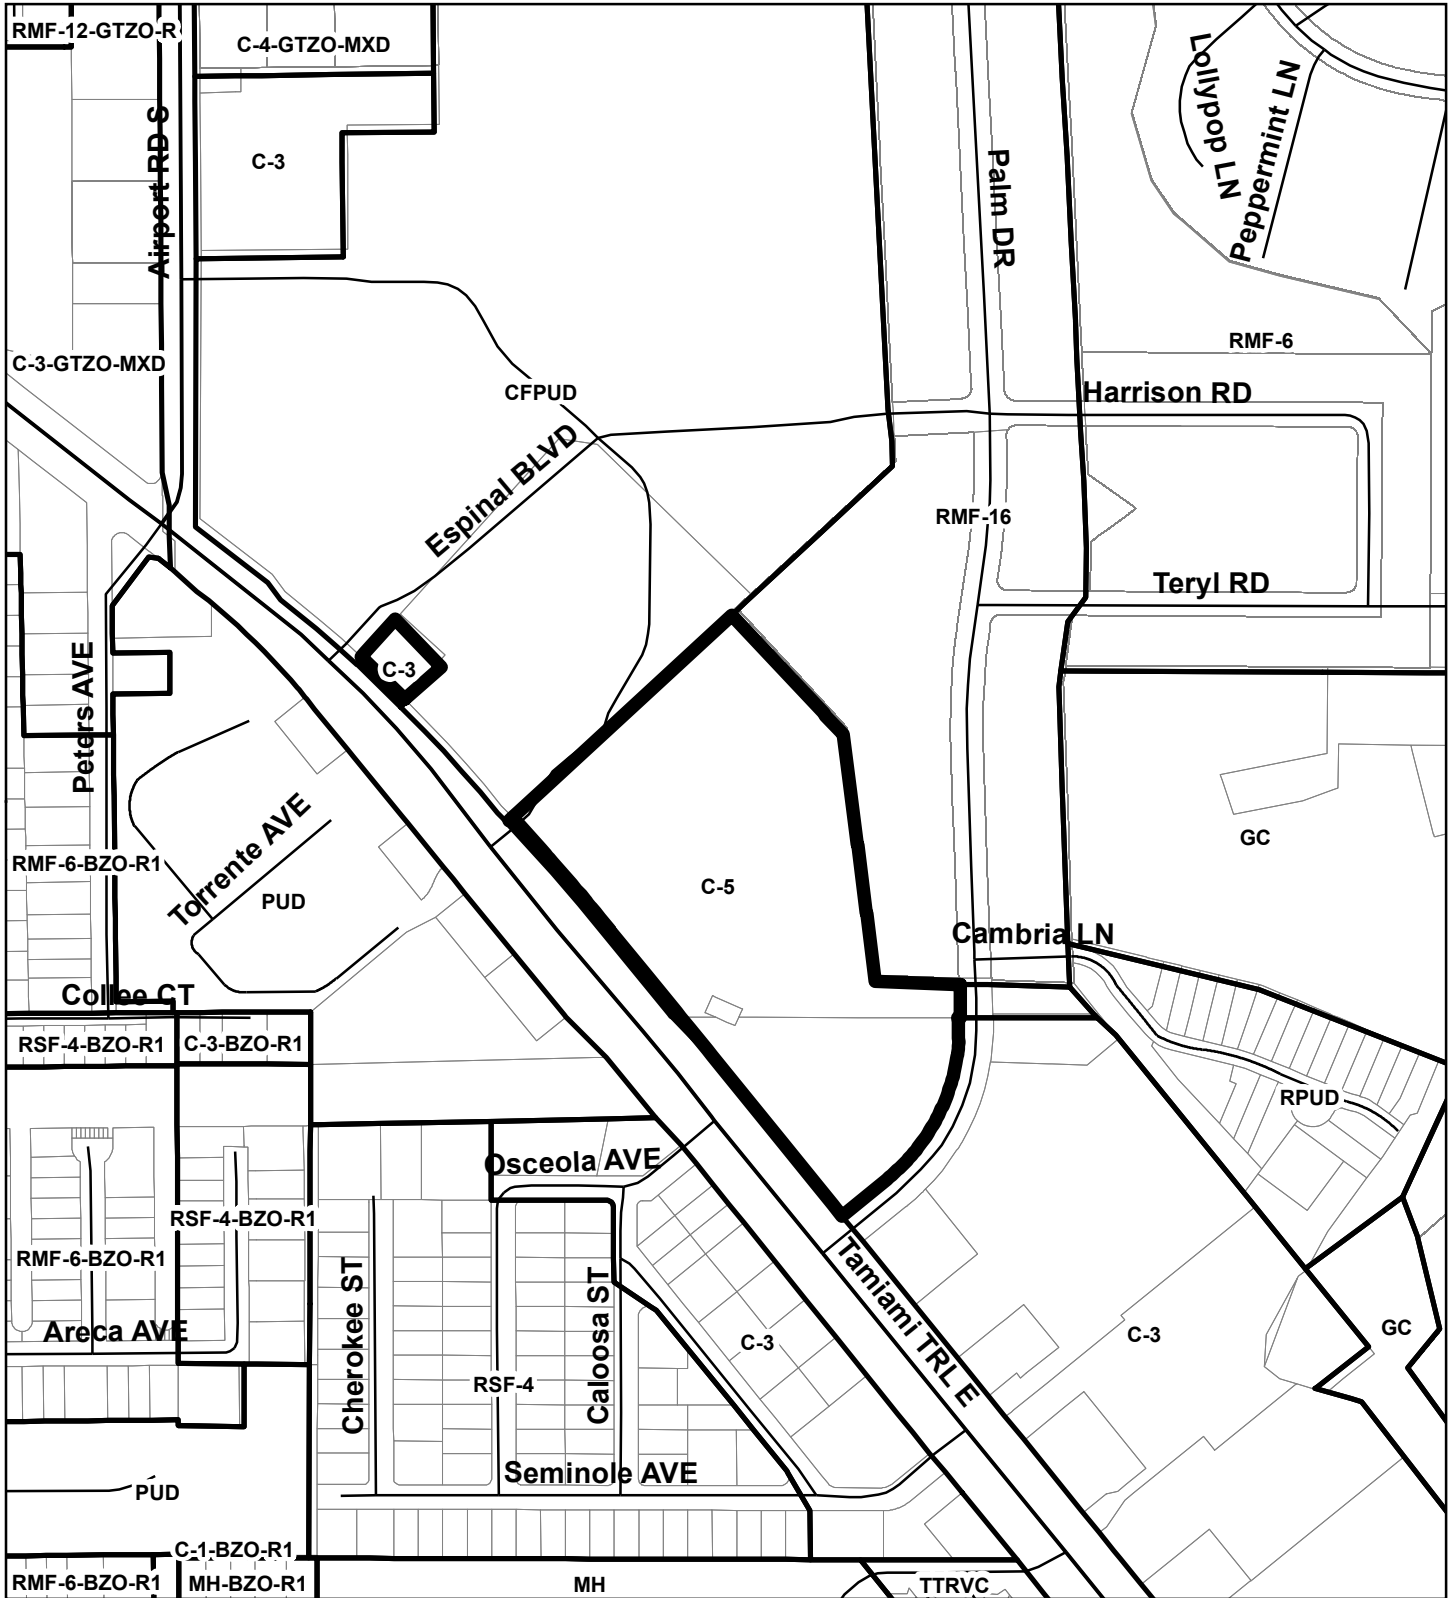 RMF-12-GTZO-R
C-4-GTZO-MXD
Lollypop LN
Peppermint LN
Airport RD S
C-3
Palm DR
RMF-6
C-3-GTZO-MXD
CFPUD
Harrison RD
Espinal BLVD
RMF-16
Teryl RD
C-3
Peters AVE
Torrente AVE
GC
RMF-6-BZO-R1
C-5
PUD
Cambria LN
Collee CT
RSF-4-BZO-R1
C-3-BZO-R1
RPUD
Osceola AVE
RSF-4-BZO-R1
RMF-6-BZO-R1
Areca AVE
Cherokee ST
Caloosa ST
Tamiami TRL E
C-3
C-3
GC
RSF-4
Seminole AVE
PUD
C-1-BZO-R1
RMF-6-BZO-R1
MH-BZO-R1
MH
TTRVC